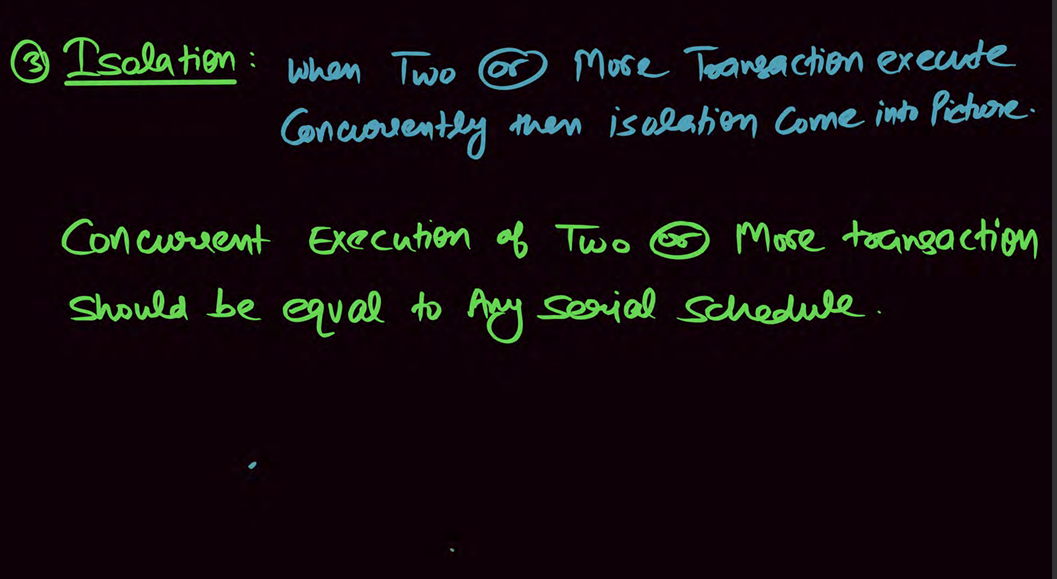 ③ Isolation: When Two or More Transaction execute
Concurrently then isolation Come into Picture.
Concurrent Execution of Two or More transaction
should be equal to Any serial schedule.